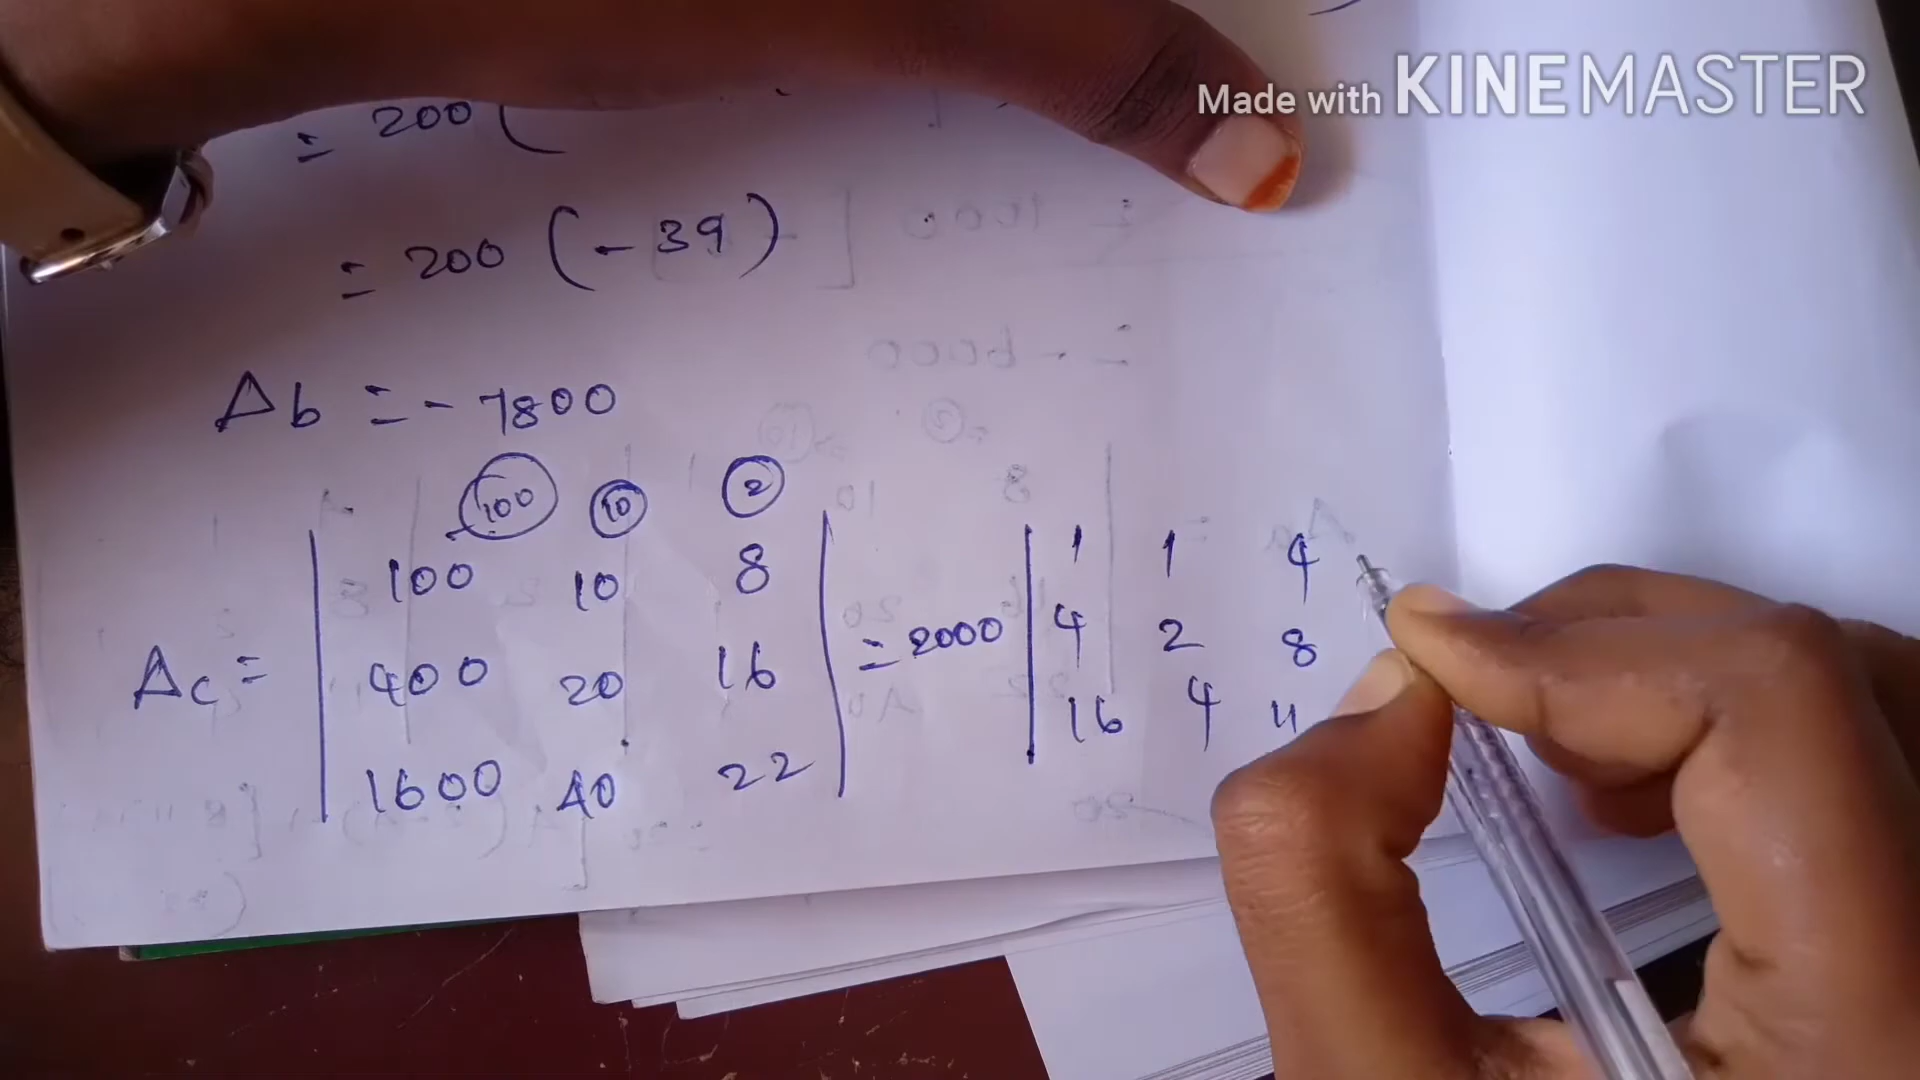 Made with KINEMASTER
= 200 (
= 200 (-39)
Δb = -7800
100 10 2
100 10 8 1 1 4
Δc = 400 20 16 = 2000 4 2 8
1600 40 22 16 4 11